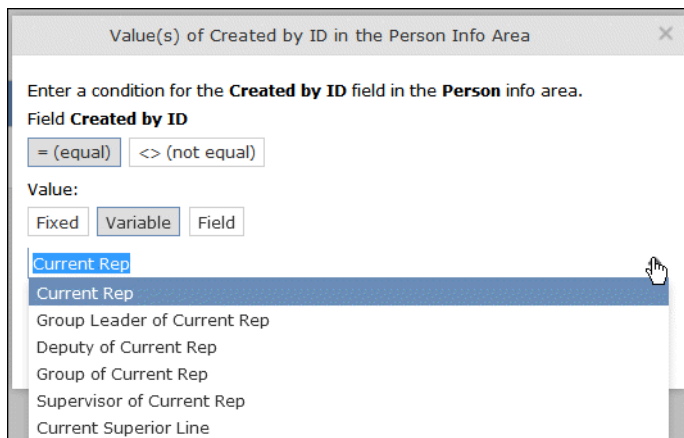 Value(s) of Created by ID in the Person Info Area ×
Enter a condition for the Created by ID field in the Person info area.
Field Created by ID
= (equal) <> (not equal)
Value:
Fixed Variable Field
Current Rep
Current Rep
Group Leader of Current Rep
Deputy of Current Rep
Group of Current Rep
Supervisor of Current Rep
Current Superior Line